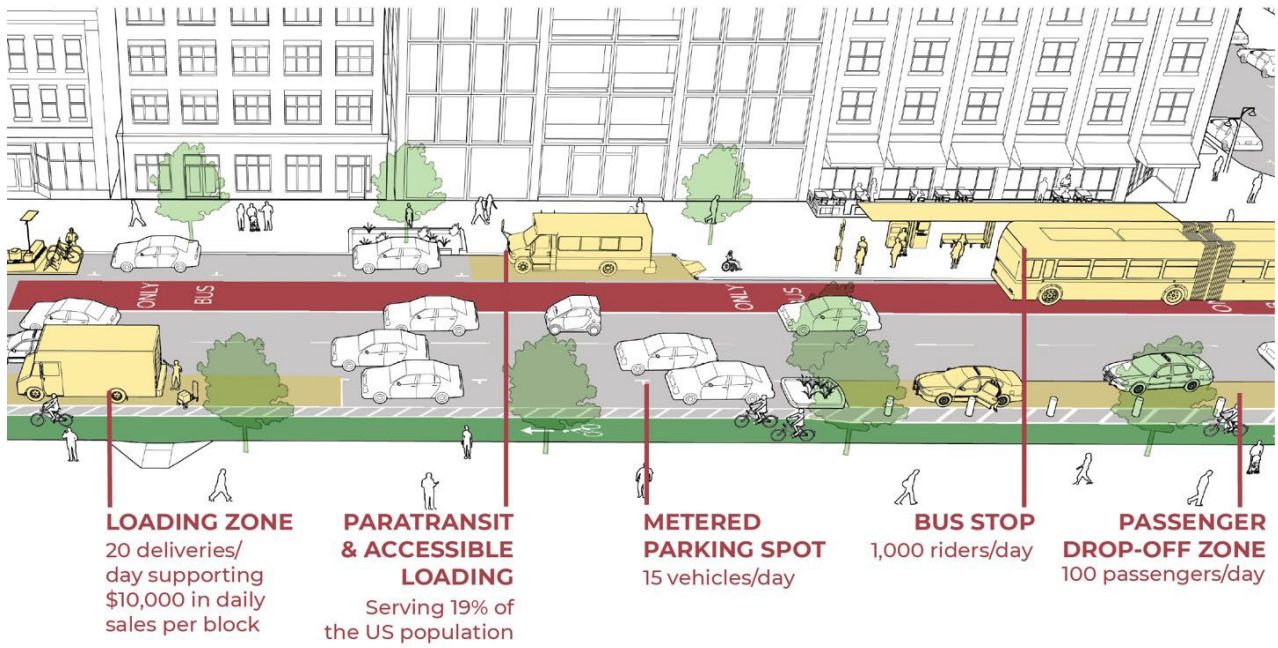 ONLY
BUS
ONLY
BUS
LOADING ZONE
20 deliveries/
day supporting
$10,000 in daily
sales per block
PARATRANSIT
& ACCESSIBLE
LOADING
Serving 19% of
the US population
METERED
PARKING SPOT
15 vehicles/day
BUS STOP
1,000 riders/day
PASSENGER
DROP-OFF ZONE
100 passengers/day